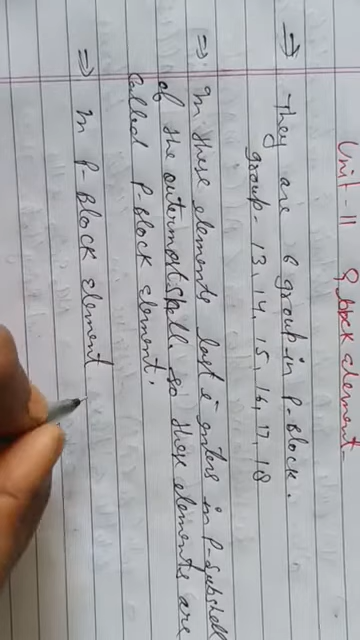 Unit-11 P block element
⇒ They are 6 group in P-Block.
group- 13, 14, 15, 16, 17, 18
⇒ In these elements last e⁻ enters in P-Subshell
of the outermost shell. so these elements are
Called P-block element.
⇒ In P-Block element